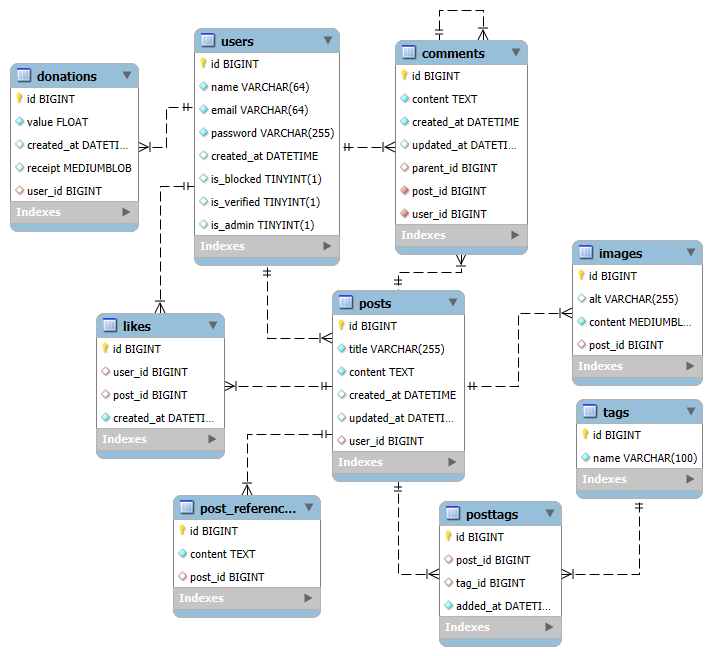 users
id BIGINT
name VARCHAR(64)
email VARCHAR(64)
password VARCHAR(255)
created_at DATETIME
is_blocked TINYINT(1)
is_verified TINYINT(1)
is_admin TINYINT(1)
Indexes
comments
id BIGINT
content TEXT
created_at DATETIME
updated_at DATETIM...
parent_id BIGINT
post_id BIGINT
user_id BIGINT
Indexes
donations
id BIGINT
value FLOAT
created_at DATETI...
receipt MEDIUMBLOB
user_id BIGINT
Indexes
images
id BIGINT
alt VARCHAR(255)
content MEDIUMBL...
post_id BIGINT
Indexes
posts
id BIGINT
title VARCHAR(255)
content TEXT
created_at DATETIME
updated_at DATETIM...
user_id BIGINT
Indexes
likes
id BIGINT
user_id BIGINT
post_id BIGINT
created_at DATETI...
Indexes
tags
id BIGINT
name VARCHAR(100)
Indexes
post_referenc...
id BIGINT
content TEXT
post_id BIGINT
Indexes
posttags
id BIGINT
post_id BIGINT
tag_id BIGINT
added_at DATETI...
Indexes